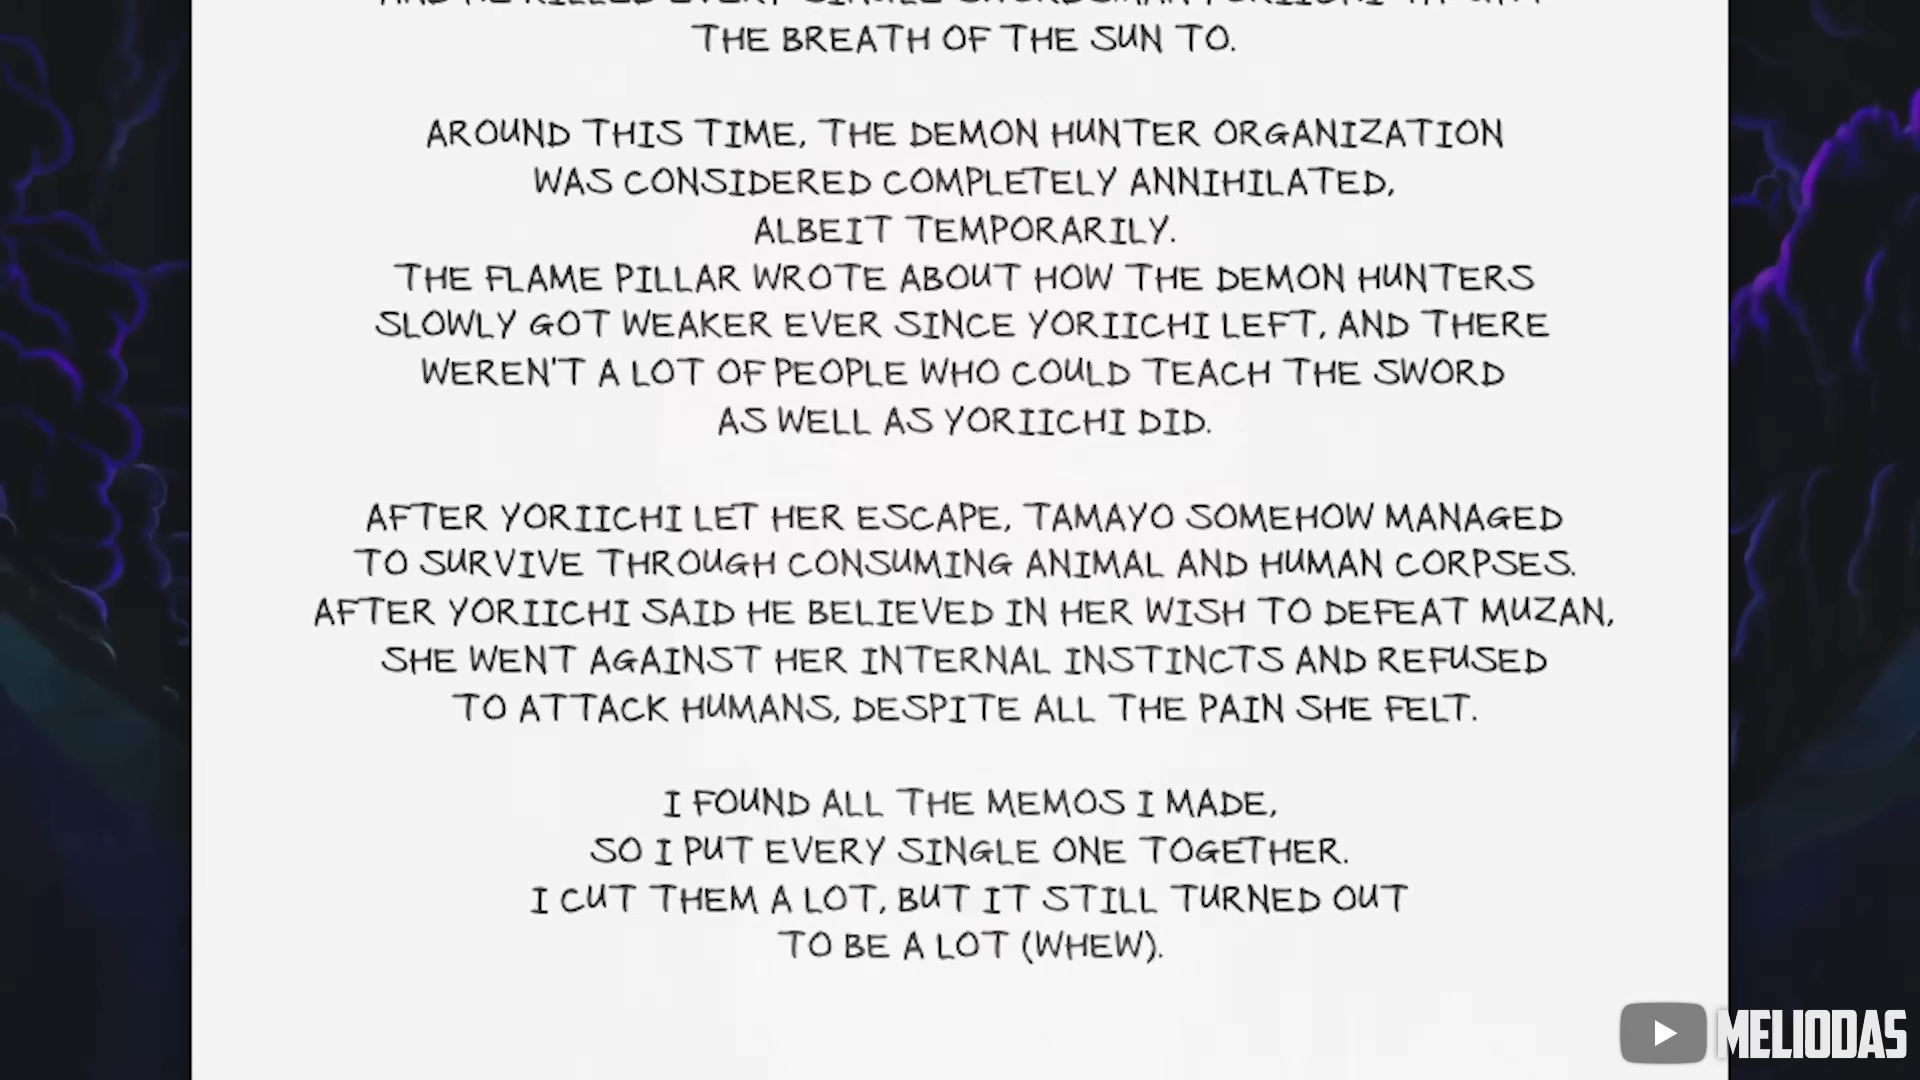 THE BREATH OF THE SUN TO.
AROUND THIS TIME, THE DEMON HUNTER ORGANIZATION
WAS CONSIDERED COMPLETELY ANNIHILATED,
ALBEIT TEMPORARILY.
THE FLAME PILLAR WROTE ABOUT HOW THE DEMON HUNTERS
SLOWLY GOT WEAKER EVER SINCE YORIICHI LEFT, AND THERE
WEREN'T A LOT OF PEOPLE WHO COULD TEACH THE SWORD
AS WELL AS YORIICHI DID.
AFTER YORIICHI LET HER ESCAPE, TAMAYO SOMEHOW MANAGED
TO SURVIVE THROUGH CONSUMING ANIMAL AND HUMAN CORPSES.
AFTER YORIICHI SAID HE BELIEVED IN HER WISH TO DEFEAT MUZAN,
SHE WENT AGAINST HER INTERNAL INSTINCTS AND REFUSED
TO ATTACK HUMANS, DESPITE ALL THE PAIN SHE FELT.
I FOUND ALL THE MEMOS I MADE,
SO I PUT EVERY SINGLE ONE TOGETHER.
I CUT THEM A LOT, BUT IT STILL TURNED OUT
TO BE A LOT (WHEW).
MELIODAS